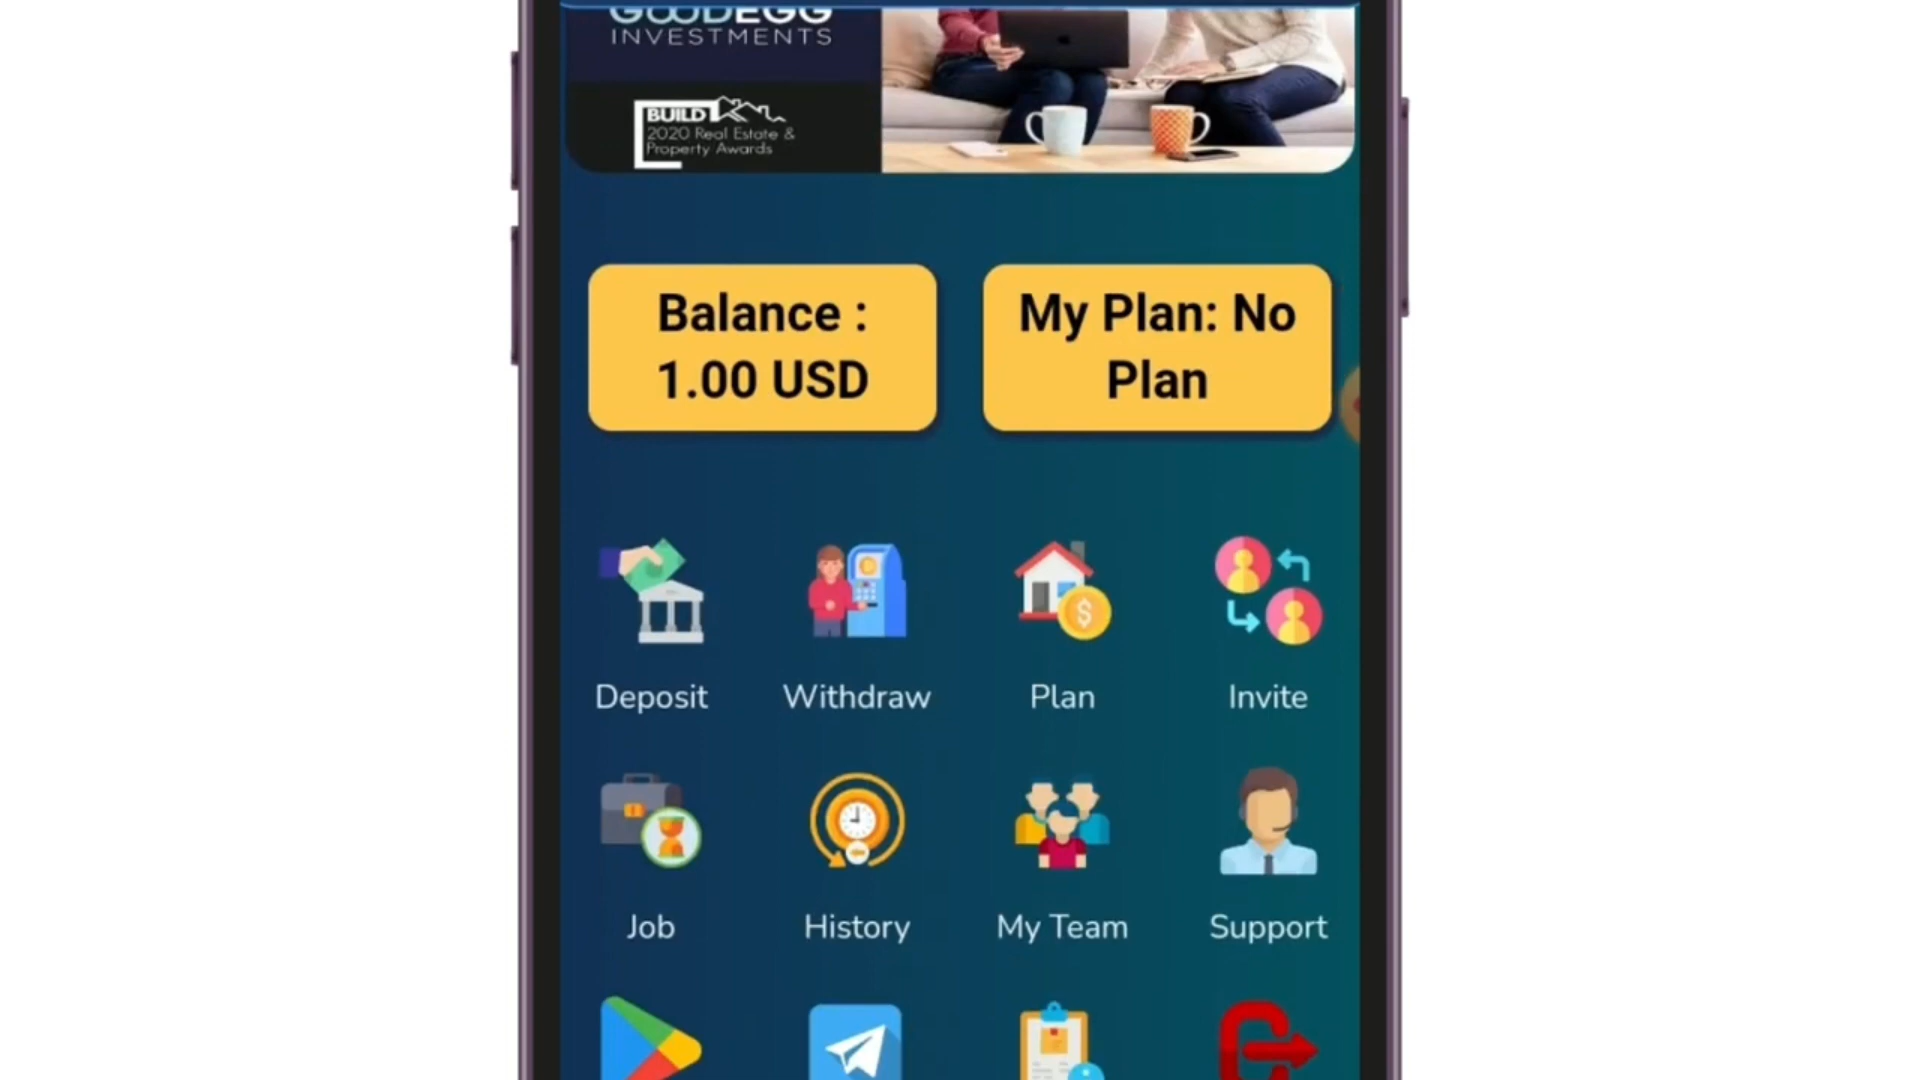 GOODEGG
INVESTMENTS
BUILD
2020 Real Estate &
Property Awards
Balance :
1.00 USD
My Plan: No
Plan
Deposit
Withdraw
Plan
Invite
Job
History
My Team
Support